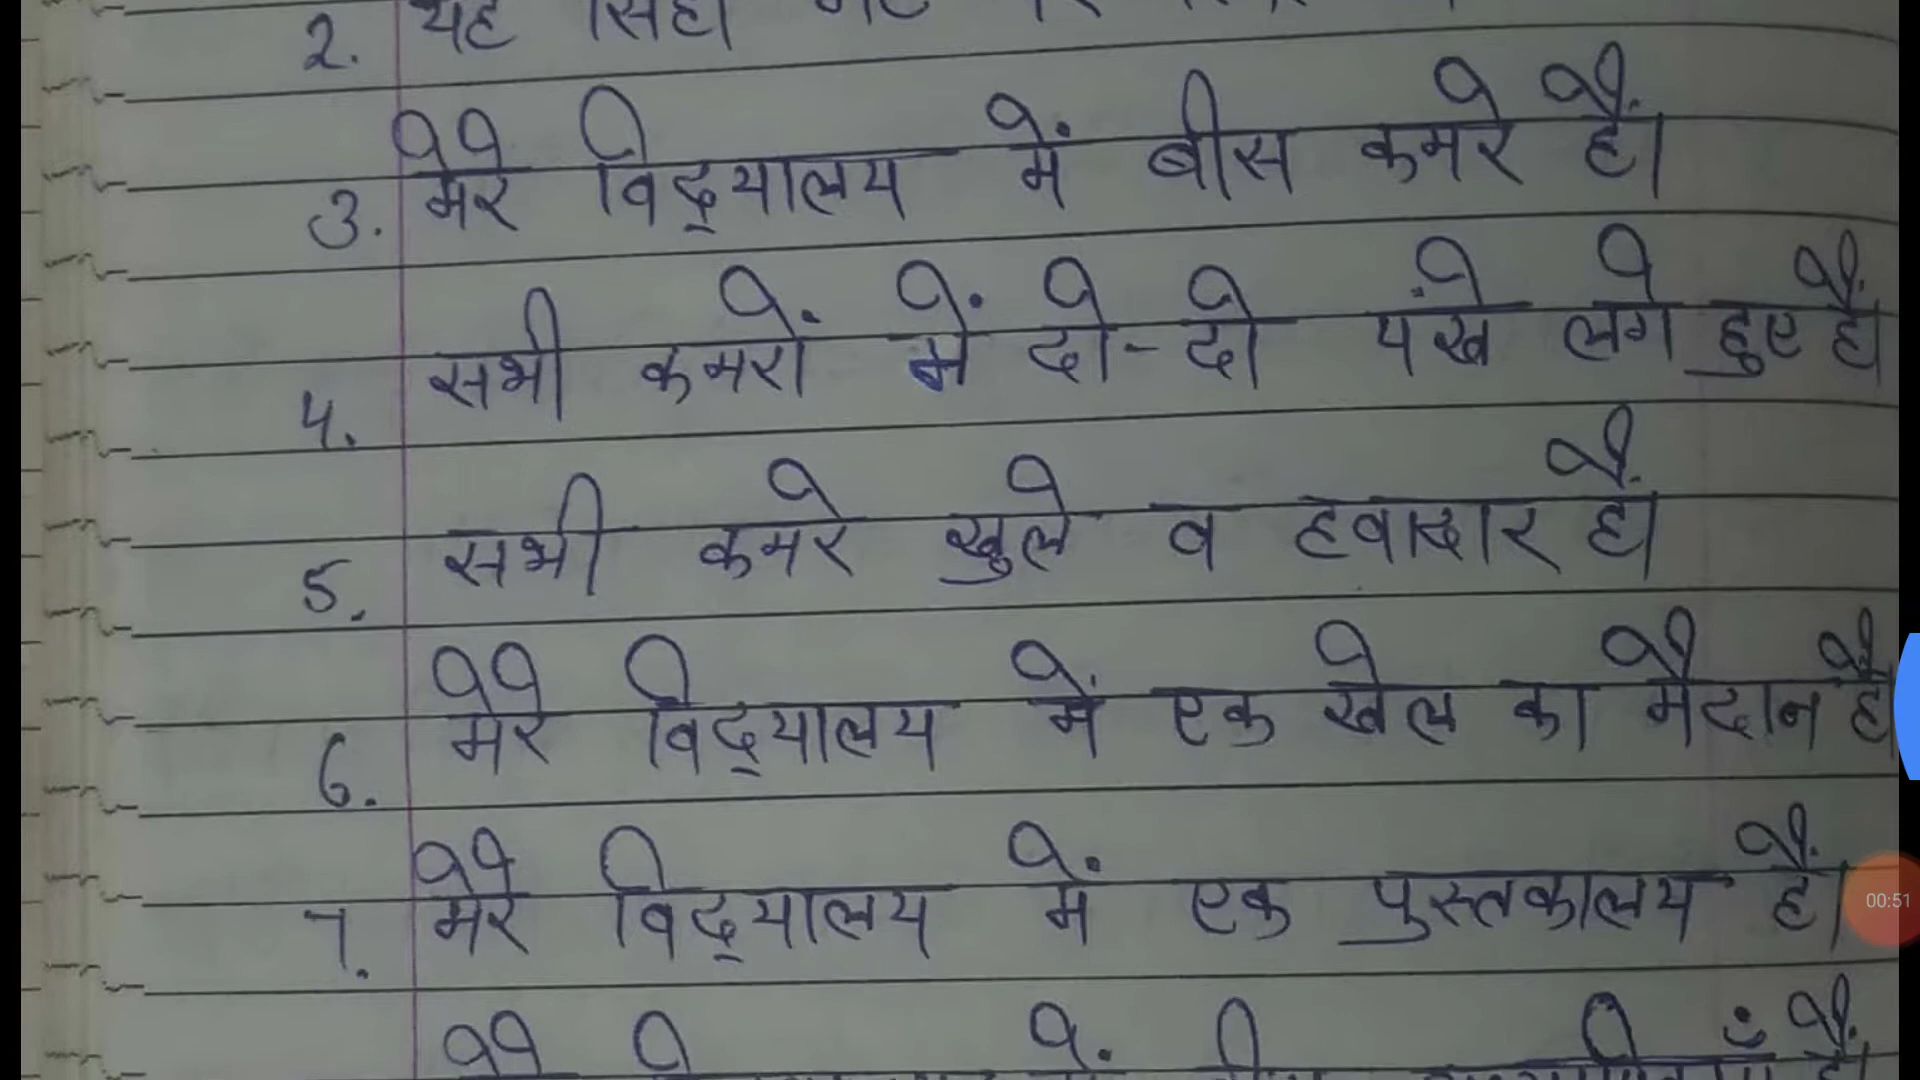 2. यह
3. मेरे विद्यालय में बीस कमरे हैं।
4. सभी कमरों में दो-दो पंखे लगे हुए हैं।
5. सभी कमरे खुले व हवादार हैं।
6. मेरे विद्यालय में एक खेल का मैदान है।
7. मेरे विद्यालय में एक पुस्तकालय है।
00:51